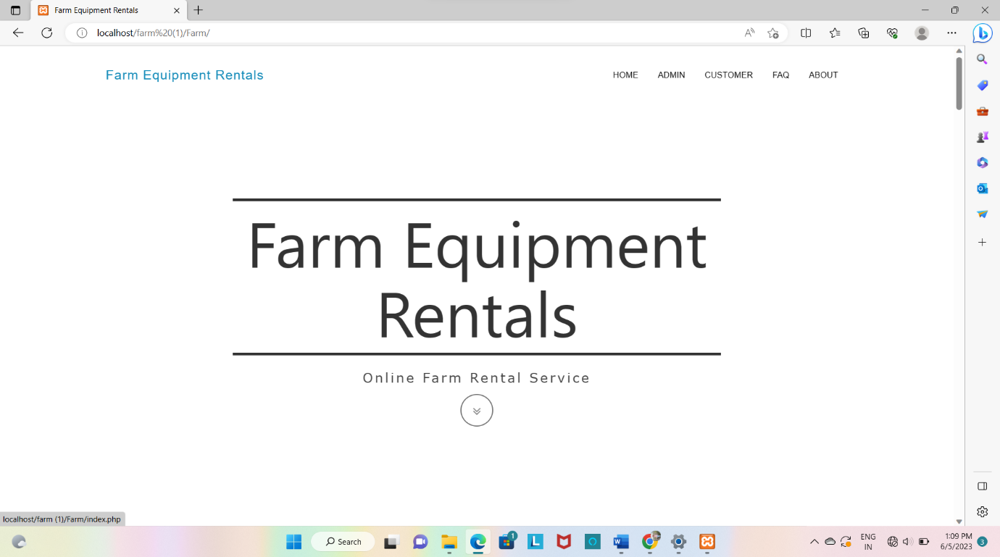 Farm Equipment Rentals
localhost/farm%20(1)/Farm/
Farm Equipment Rentals
HOME ADMIN CUSTOMER FAQ ABOUT
Farm Equipment
Rentals
Online Farm Rental Service
localhost/farm (1)/Farm/index.php
Search
1
L
W
ENG
IN
1:09 PM
6/5/2023
3